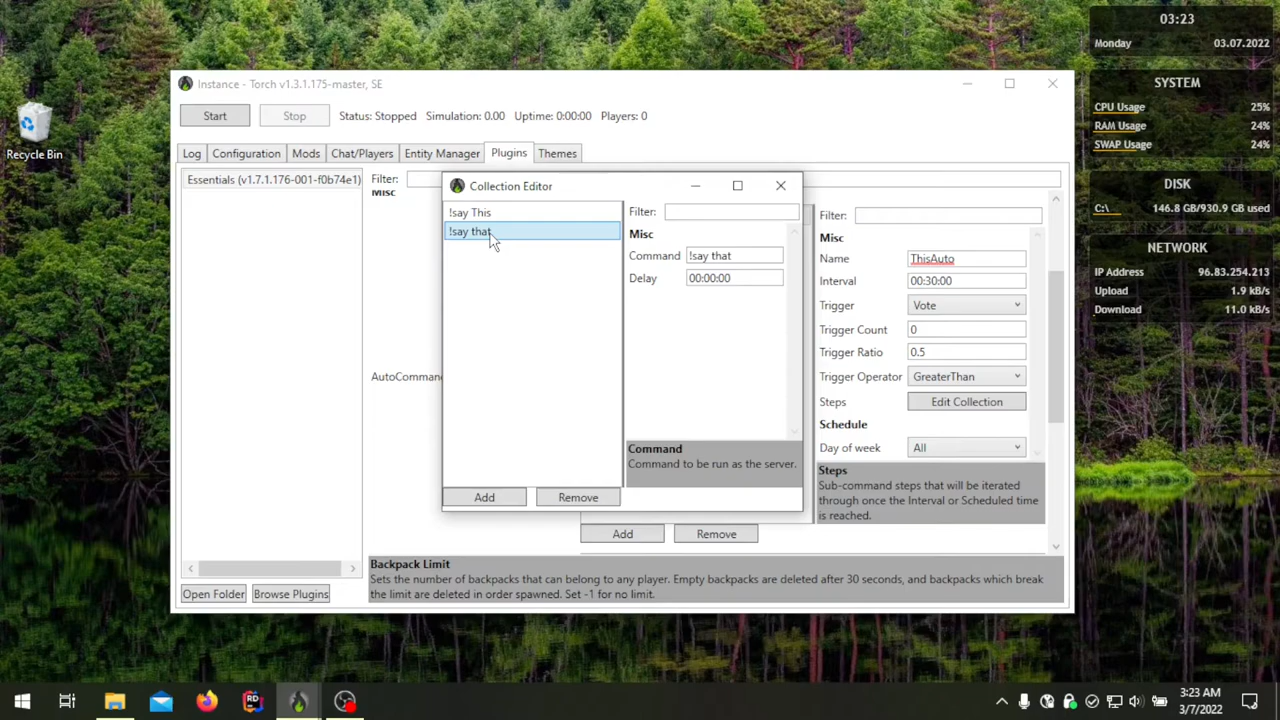 03:23
Monday 03.07.2022
SYSTEM
CPU Usage 25%
RAM Usage 24%
SWAP Usage 24%
DISK
C:\ 146.8 GB/930.9 GB used
NETWORK
IP Address 96.83.254.213
Upload 1.9 kB/s
Download 11.0 kB/s
Recycle Bin
Instance - Torch v1.3.1.175-master, SE
Start Stop Status: Stopped Simulation: 0.00 Uptime: 0:00:00 Players: 0
Log Configuration Mods Chat/Players Entity Manager Plugins Themes
Essentials (v1.7.1.176-001-f0b74e1)
Filter:
Misc
AutoComman
Collection Editor
!say This
!say that
Add Remove
Filter:
Misc
Command !say that
Delay 00:00:00
Command
Command to be run as the server.
Filter:
Misc
Name ThisAuto
Interval 00:30:00
Trigger Vote
Trigger Count 0
Trigger Ratio 0.5
Trigger Operator GreaterThan
Steps Edit Collection
Schedule
Day of week All
Steps
Sub-command steps that will be iterated
through once the Interval or Scheduled time
is reached.
Add Remove
Backpack Limit
Sets the number of backpacks that can belong to any player. Empty backpacks are deleted after 30 seconds, and backpacks which break
the limit are deleted in order spawned. Set -1 for no limit.
Open Folder Browse Plugins
RD
3:23 AM
3/7/2022